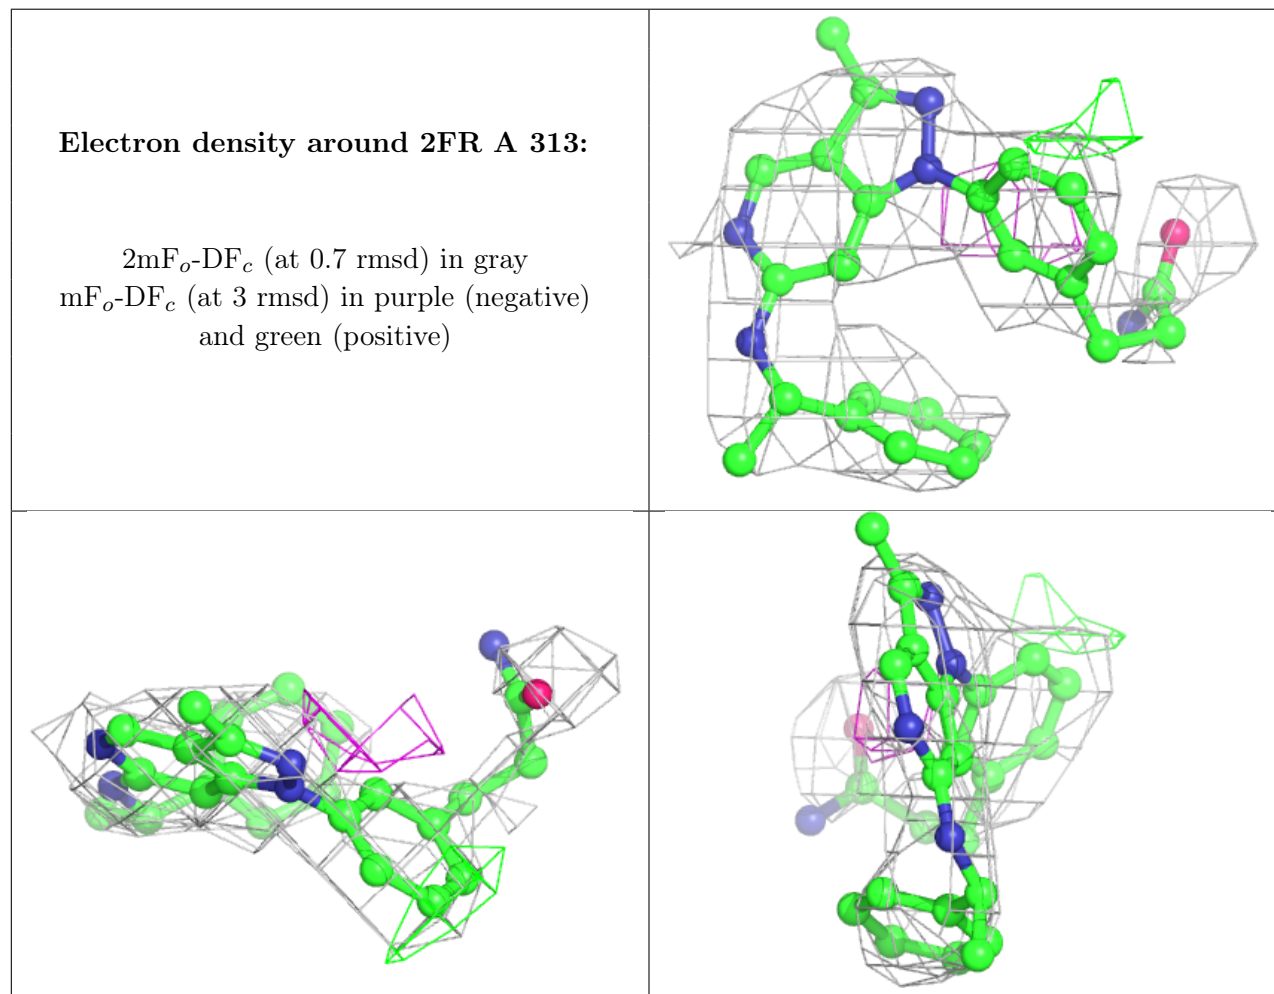 Electron density around 2FR A 313:
2mFo-DFc (at 0.7 rmsd) in gray
mFo-DFc (at 3 rmsd) in purple (negative)
and green (positive)